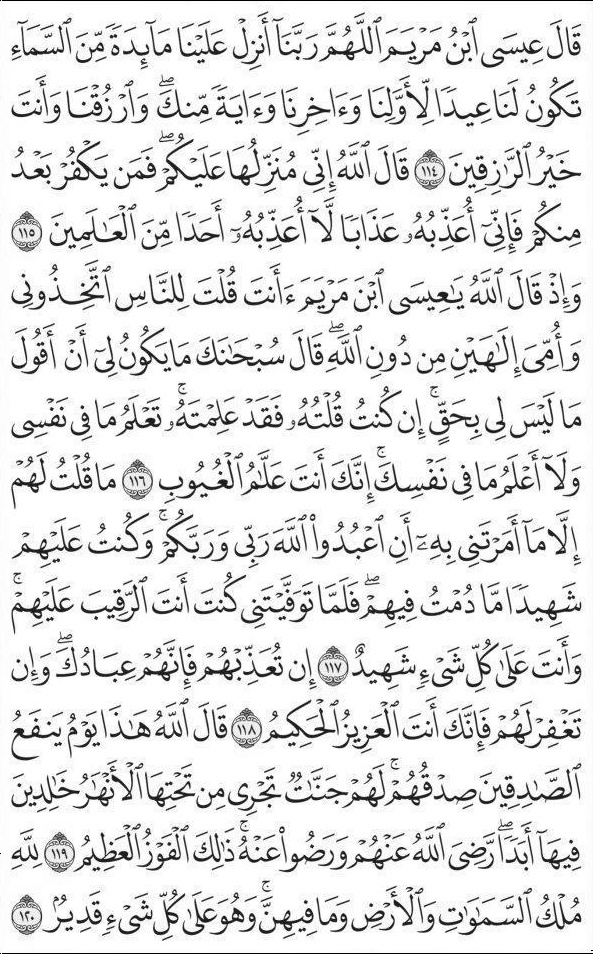 قَالَ عِيسَى ٱبۡنُ مَرۡيَمَ ٱللَّهُمَّ رَبَّنَآ أَنزِلۡ عَلَيۡنَا مَآئِدَةٗ مِّنَ ٱلسَّمَآءِ
تَكُونُ لَنَا عِيدٗا لِّأَوَّلِنَا وَءَاخِرِنَا وَءَايَةٗ مِّنكَۖ وَٱرۡزُقۡنَا وَأَنتَ
خَيۡرُ ٱلرَّٰزِقِينَ ١١٤ قَالَ ٱللَّهُ إِنِّي مُنَزِّلُهَا عَلَيۡكُمۡۖ فَمَن يَكۡفُرۡ بَعۡدُ
مِنكُمۡ فَإِنِّيٓ أُعَذِّبُهُۥ عَذَابٗا لَّآ أُعَذِّبُهُۥٓ أَحَدٗا مِّنَ ٱلۡعَٰلَمِينَ ١١٥
وَإِذۡ قَالَ ٱللَّهُ يَٰعِيسَى ٱبۡنَ مَرۡيَمَ ءَأَنتَ قُلۡتَ لِلنَّاسِ ٱتَّخِذُونِي
وَأُمِّيَ إِلَٰهَيۡنِ مِن دُونِ ٱللَّهِۖ قَالَ سُبۡحَٰنَكَ مَا يَكُونُ لِيٓ أَنۡ أَقُولَ
مَا لَيۡسَ لِي بِحَقٍّۚ إِن كُنتُ قُلۡتُهُۥ فَقَدۡ عَلِمۡتَهُۥۚ تَعۡلَمُ مَا فِي نَفۡسِي
وَلَآ أَعۡلَمُ مَا فِي نَفۡسِكَۚ إِنَّكَ أَنتَ عَلَّٰمُ ٱلۡغُيُوبِ ١١٦ مَا قُلۡتُ لَهُمۡ
إِلَّا مَآ أَمَرۡتَنِي بِهِۦٓ أَنِ ٱعۡبُدُواْ ٱللَّهَ رَبِّي وَرَبَّكُمۡۚ وَكُنتُ عَلَيۡهِمۡ
شَهِيدٗا مَّا دُمۡتُ فِيهِمۡۖ فَلَمَّا تَوَفَّيۡتَنِي كُنتَ أَنتَ ٱلرَّقِيبَ عَلَيۡهِمۡۚ
وَأَنتَ عَلَىٰ كُلِّ شَيۡءٖ شَهِيدٌ ١١٧ إِن تُعَذِّبۡهُمۡ فَإِنَّهُمۡ عِبَادُكَۖ وَإِن
تَغۡفِرۡ لَهُمۡ فَإِنَّكَ أَنتَ ٱلۡعَزِيزُ ٱلۡحَكِيمُ ١١٨ قَالَ ٱللَّهُ هَٰذَا يَوۡمُ يَنفَعُ
ٱلصَّٰدِقِينَ صِدۡقُهُمۡۚ لَهُمۡ جَنَّٰتٞ تَجۡرِي مِن تَحۡتِهَا ٱلۡأَنۡهَٰرُ خَٰلِدِينَ
فِيهَآ أَبَدٗاۖ رَّضِيَ ٱللَّهُ عَنۡهُمۡ وَرَضُواْ عَنۡهُۚ ذَٰلِكَ ٱلۡفَوۡزُ ٱلۡعَظِيمُ ١١٩ لِلَّهِ
مُلۡكُ ٱلسَّمَٰوَٰتِ وَٱلۡأَرۡضِ وَمَا فِيهِنَّۚ وَهُوَ عَلَىٰ كُلِّ شَيۡءٖ قَدِيرُۢ ١٢٠